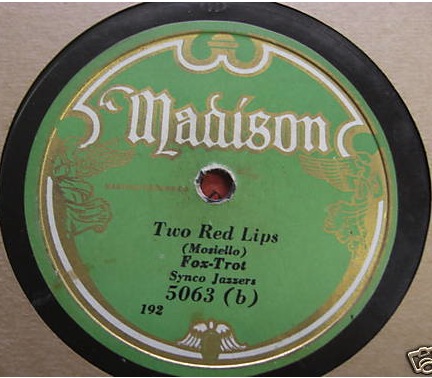 Madison
Two Red Lips
(Moziello)
Fox-Trot
Synco Jazzers
5063 (b)
192